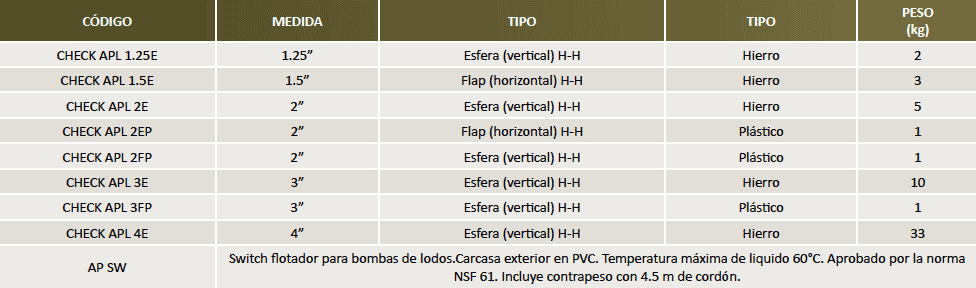 CÓDIGO MEDIDA TIPO TIPO PESO (kg)
CHECK APL 1.25E 1.25” Esfera (vertical) H-H Hierro 2
CHECK APL 1.5E 1.5” Flap (horizontal) H-H Hierro 3
CHECK APL 2E 2” Esfera (vertical) H-H Hierro 5
CHECK APL 2EP 2” Flap (horizontal) H-H Plástico 1
CHECK APL 2FP 2” Esfera (vertical) H-H Plástico 1
CHECK APL 3E 3” Esfera (vertical) H-H Hierro 10
CHECK APL 3FP 3” Esfera (vertical) H-H Plástico 1
CHECK APL 4E 4” Esfera (vertical) H-H Hierro 33
AP SW Switch flotador para bombas de lodos.Carcasa exterior en PVC. Temperatura máxima de liquido 60°C. Aprobado por la norma
NSF 61. Incluye contrapeso con 4.5 m de cordón.